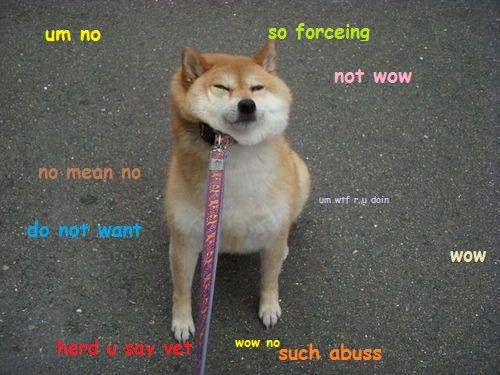 um no
so forceing
not wow
no mean no
um wtf r u doin
do not want
wow
herd u say vet
wow no
such abuss